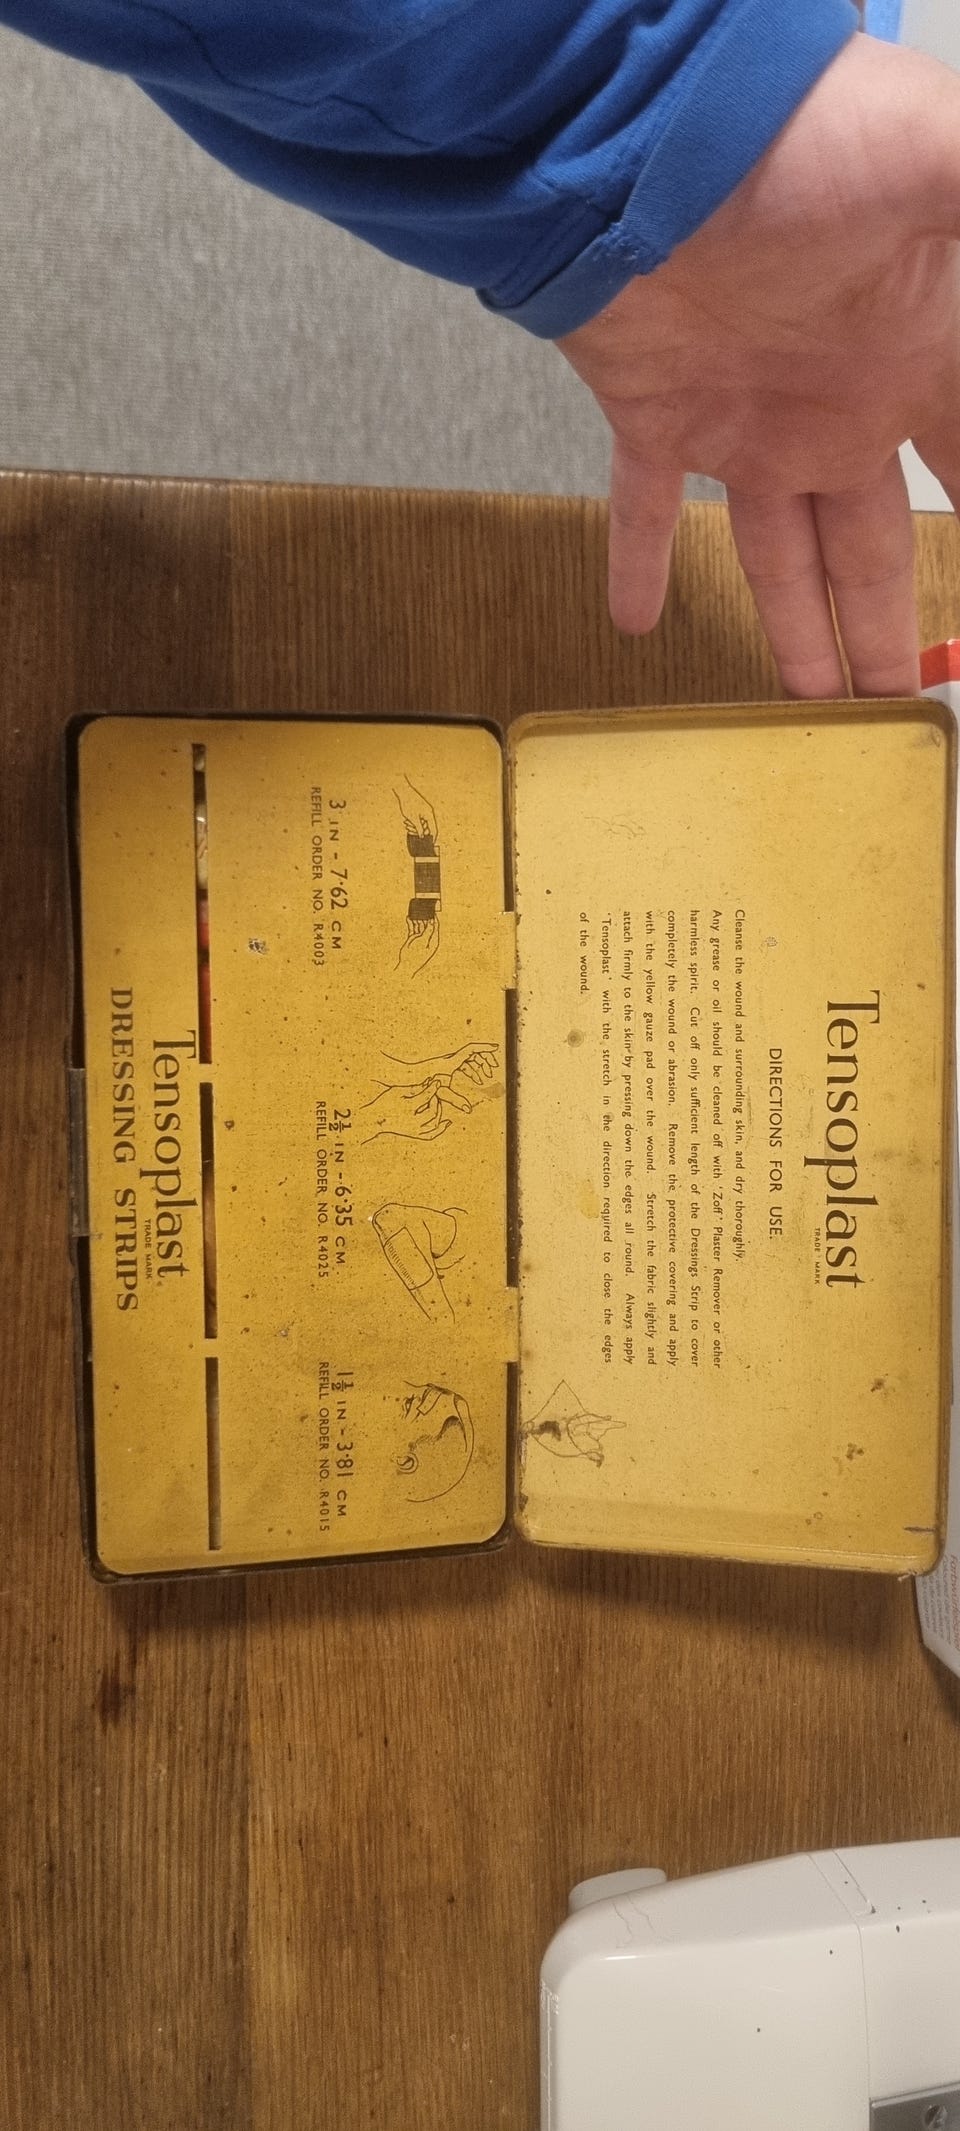 Tensoplast
TRADE MARK
DIRECTIONS FOR USE.
Cleanse the wound and surrounding skin, and dry thoroughly.
Any grease or oil should be cleaned off with ' Zoff ' Plaster Remover or other
harmless spirit. Cut off only sufficient length of the Dressings Strip to cover
completely the wound or abrasion. Remove the protective covering and apply
with the yellow gauze pad over the wound. Stretch the fabric slightly and
attach firmly to the skin by pressing down the edges all round. Always apply
' Tensoplast ' with the stretch in the direction required to close the edges
of the wound.
3 IN – 7·62 CM
REFILL ORDER NO. R4003
2½ IN – 6·35 CM.
REFILL ORDER NO. R4025
1½ IN – 3·81 CM
REFILL ORDER NO. R4015
Tensoplast
TRADE MARK
DRESSING STRIPS